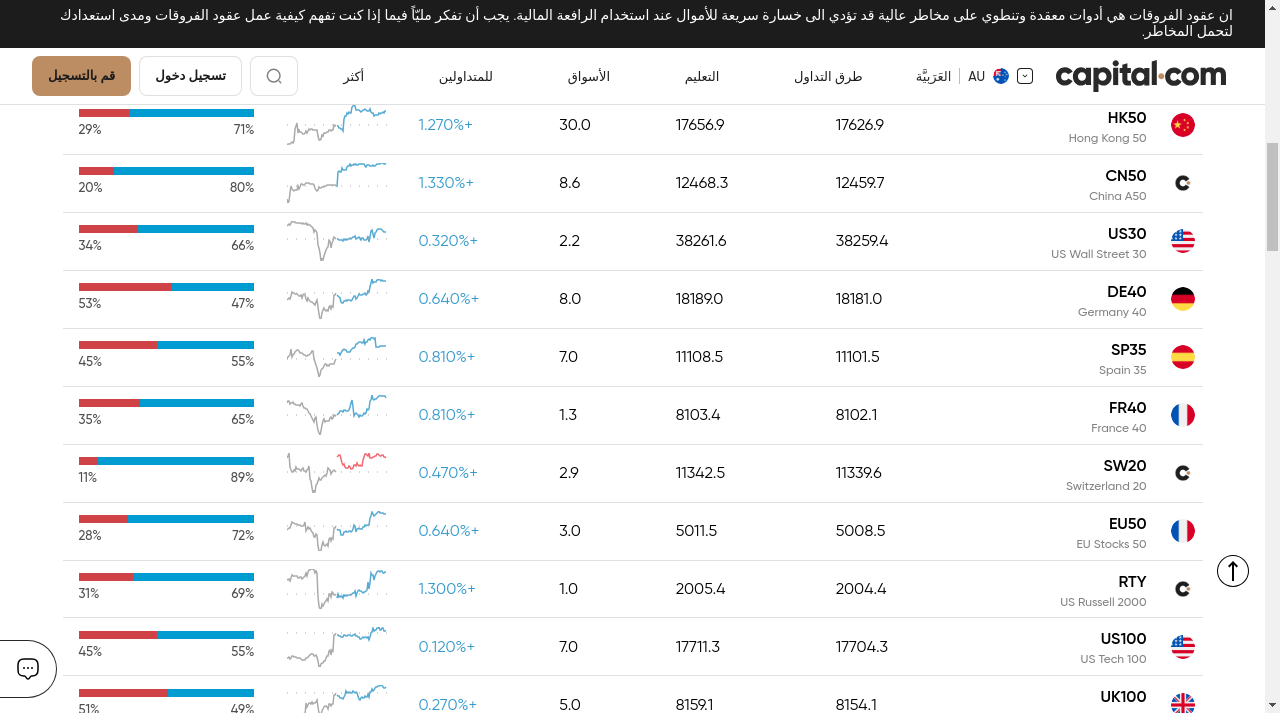 ان عقود الفروقات هي أدوات معقدة وتنطوي على مخاطر عالية قد تؤدي الى خسارة سريعة للأموال عند استخدام الرافعة المالية. يجب أن تفكر مليّاً فيما إذا كنت تفهم كيفية عمل عقود الفروقات ومدى استعدادك
لتحمل المخاطر.
capital.com AU العَرَبيَّة طرق التداول التعليم الأسواق للمتداولين أكثر تسجيل دخول قم بالتسجيل
HK50 17626.9 17656.9 30.0 1.270%+
Hong Kong 50 71% 29%
CN50 12459.7 12468.3 8.6 1.330%+
China A50 80% 20%
US30 38259.4 38261.6 2.2 0.320%+
US Wall Street 30 66% 34%
DE40 18181.0 18189.0 8.0 0.640%+
Germany 40 47% 53%
SP35 11101.5 11108.5 7.0 0.810%+
Spain 35 55% 45%
FR40 8102.1 8103.4 1.3 0.810%+
France 40 65% 35%
SW20 11339.6 11342.5 2.9 0.470%+
Switzerland 20 89% 11%
EU50 5008.5 5011.5 3.0 0.640%+
EU Stocks 50 72% 28%
RTY 2004.4 2005.4 1.0 1.300%+
US Russell 2000 69% 31%
US100 17704.3 17711.3 7.0 0.120%+
US Tech 100 55% 45%
UK100 8154.1 8159.1 5.0 0.270%+
49% 51%